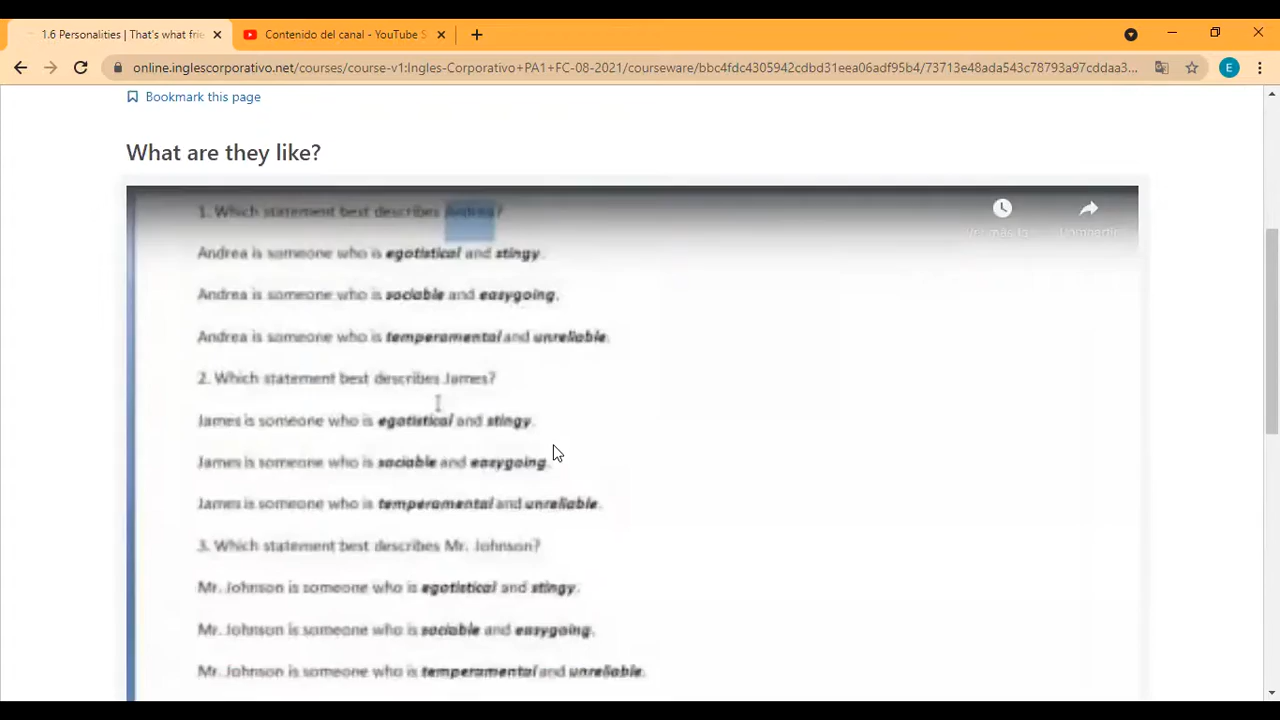 1.6 Personalities | That's what frie
Contenido del canal - YouTube S
online.inglescorporativo.net/courses/course-v1:Ingles-Corporativo+PA1+FC-08-2021/courseware/bbc4fdc4305942cdbd31eea06adf95b4/73713e48ada543c78793a97cddaa3...
E
Bookmark this page
What are they like?
1. Which statement best describes Andrea?
Andrea is someone who is egotistical and stingy.
Andrea is someone who is sociable and easygoing.
Andrea is someone who is temperamental and unreliable.
2. Which statement best describes James?
James is someone who is egotistical and stingy.
James is someone who is sociable and easygoing.
James is someone who is temperamental and unreliable.
3. Which statement best describes Mr. Johnson?
Mr. Johnson is someone who is egotistical and stingy.
Mr. Johnson is someone who is sociable and easygoing.
Mr. Johnson is someone who is temperamental and unreliable.
Ver más
Compartir